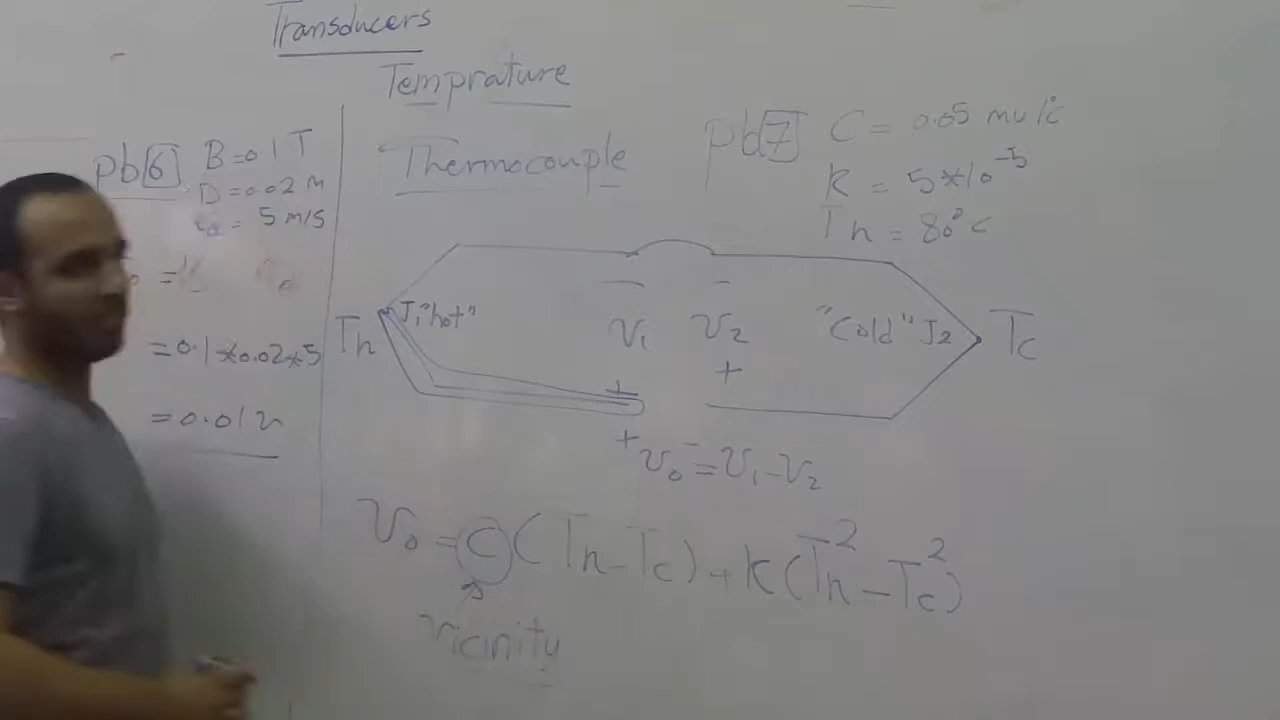 Transducers
Temprature
Thermocouple
pb[6] B=0.1 T
D=0.02 M
= 5 M/S
=
=0.1*0.02*5
=0.01v
pb[7] C = 0.05 mv/c°
K = 5*10^-5
Th = 80°c
Th J1"hot" V1 V2 "Cold" J2 Tc
- -
+ +
+ V0 - = V1-V2
V0 = C(Th-Tc)+K(Th²-Tc²)
Vicinity